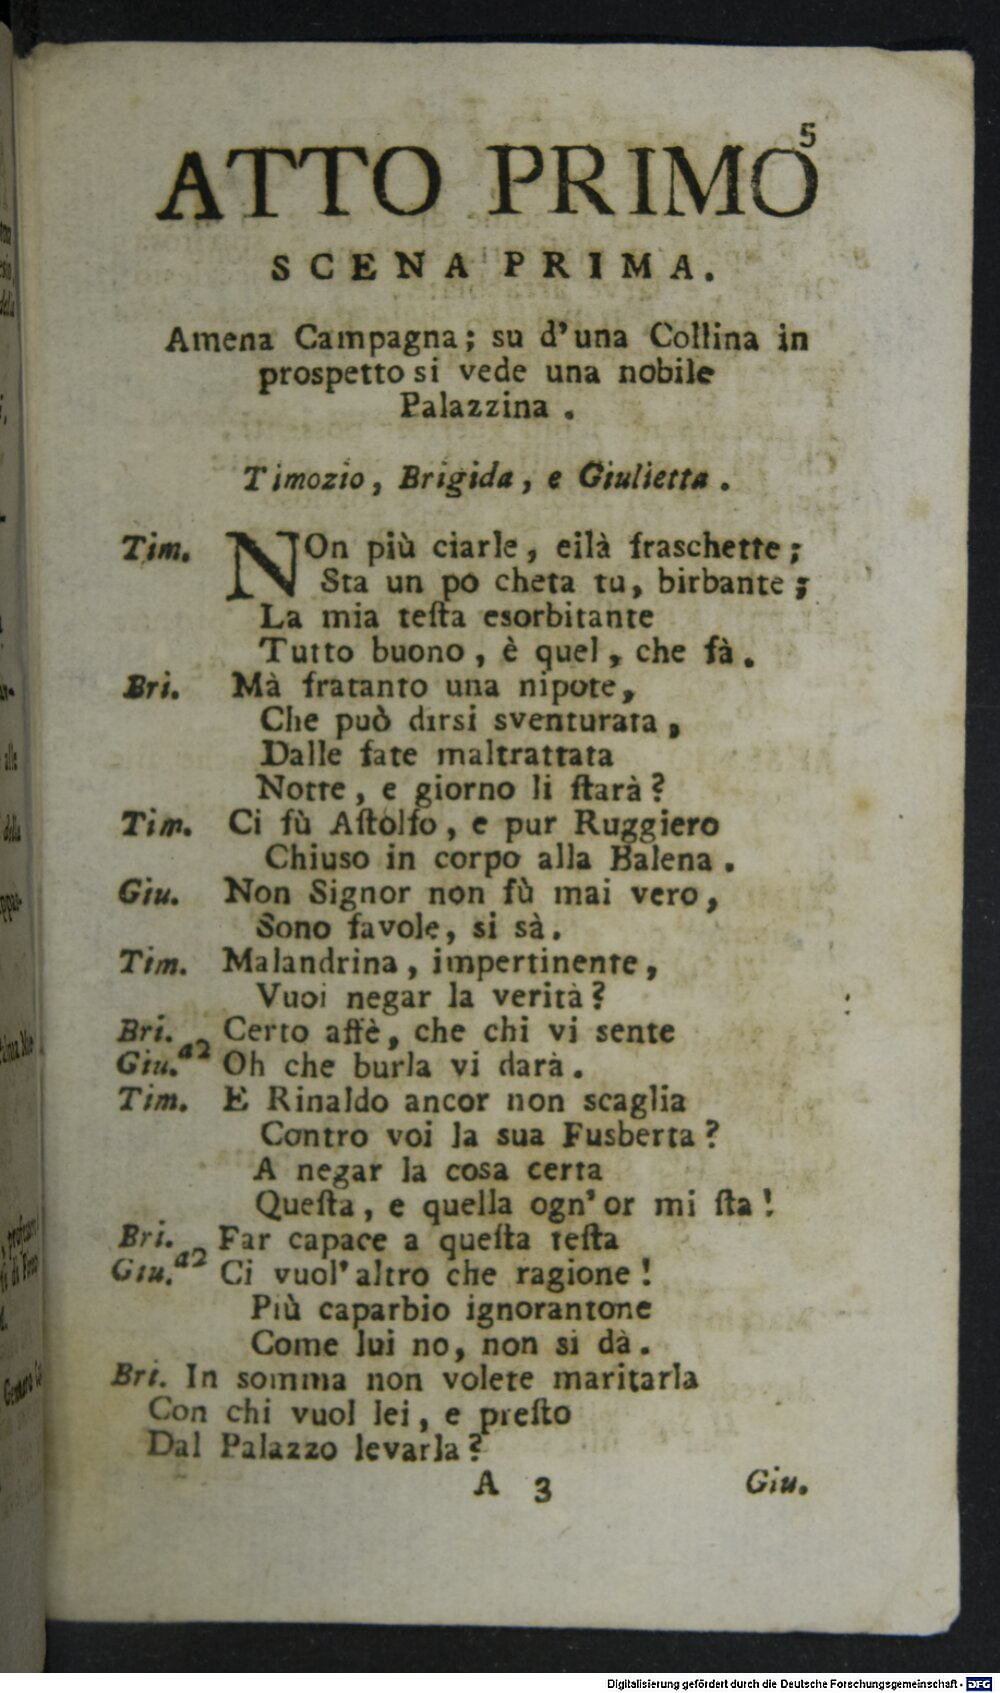 5
ATTO PRIMO
SCENA PRIMA.
Amena Campagna; su d'una Collina in
prospetto si vede una nobile
Palazzina .
Timozio, Brigida, e Giulietta .
Tim. NOn più ciarle, eilà fraschette;
Sta un po cheta tu, birbante;
La mia teſta esorbitante
Tutto buono, è quel, che fà.
Bri. Mà fratanto una nipote,
Che può dirsi sventurata,
Dalle fate maltrattata
Notte, e giorno li ſtarà?
Tim. Ci fù Aſtolfo, e pur Ruggiero
Chiuso in corpo alla Balena.
Giu. Non Signor non fù mai vero,
Sono favole, si sà.
Tim. Malandrina, impertinente,
Vuoi negar la verità?
Bri. Certo affè, che chi vi sente
Giu. a2 Oh che burla vi darà.
Tim. E Rinaldo ancor non scaglia
Contro voi la sua Fusberta?
A negar la cosa certa
Queſta, e quella ogn' or mi ſta!
Bri. Far capace a queſta teſta
Giu. a2 Ci vuol' altro che ragione!
Più caparbio ignorantone
Come lui no, non si dà.
Bri. In somma non volete maritarla
Con chi vuol lei, e preſto
Dal Palazzo levarla?
A 3 Giu.
Digitalisierung gefördert durch die Deutsche Forschungsgemeinschaft - DFG